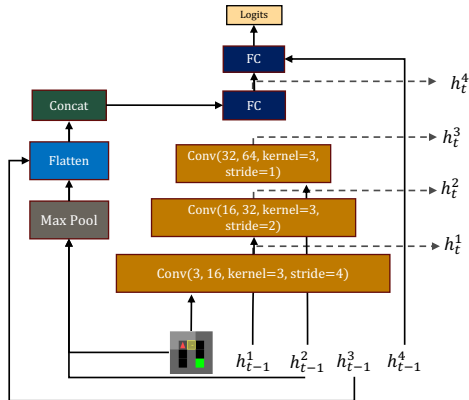 Logits
FC
h_t^4
Concat
FC
h_t^3
Flatten
Conv(32, 64, kernel=3,
stride=1)
h_t^2
Max Pool
Conv(16, 32, kernel=3,
stride=2)
h_t^1
Conv(3, 16, kernel=3, stride=4)
h_{t-1}^1 h_{t-1}^2 h_{t-1}^3 h_{t-1}^4